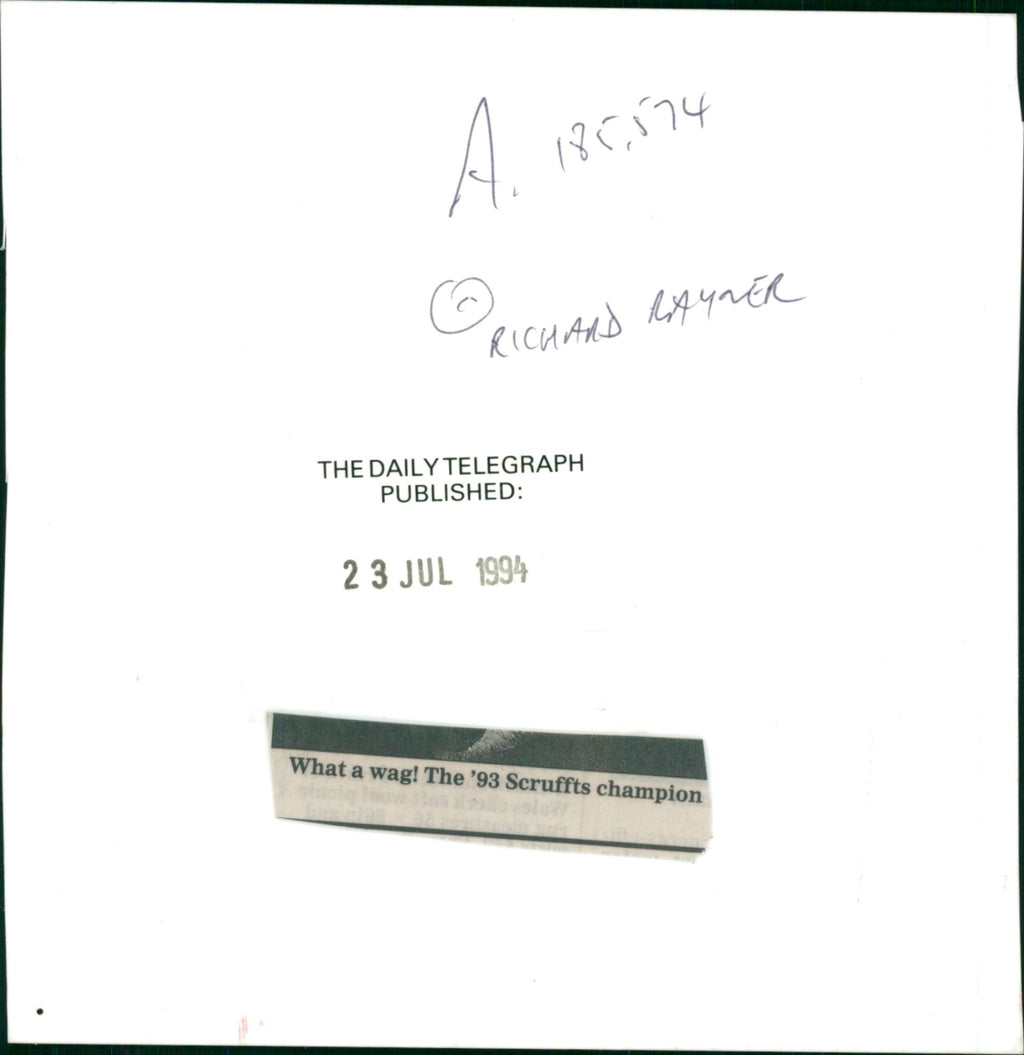 A. 185,574
© RICHARD RAYNER
THE DAILY TELEGRAPH
PUBLISHED:
23 JUL 1994
What a wag! The '93 Scruffts champion